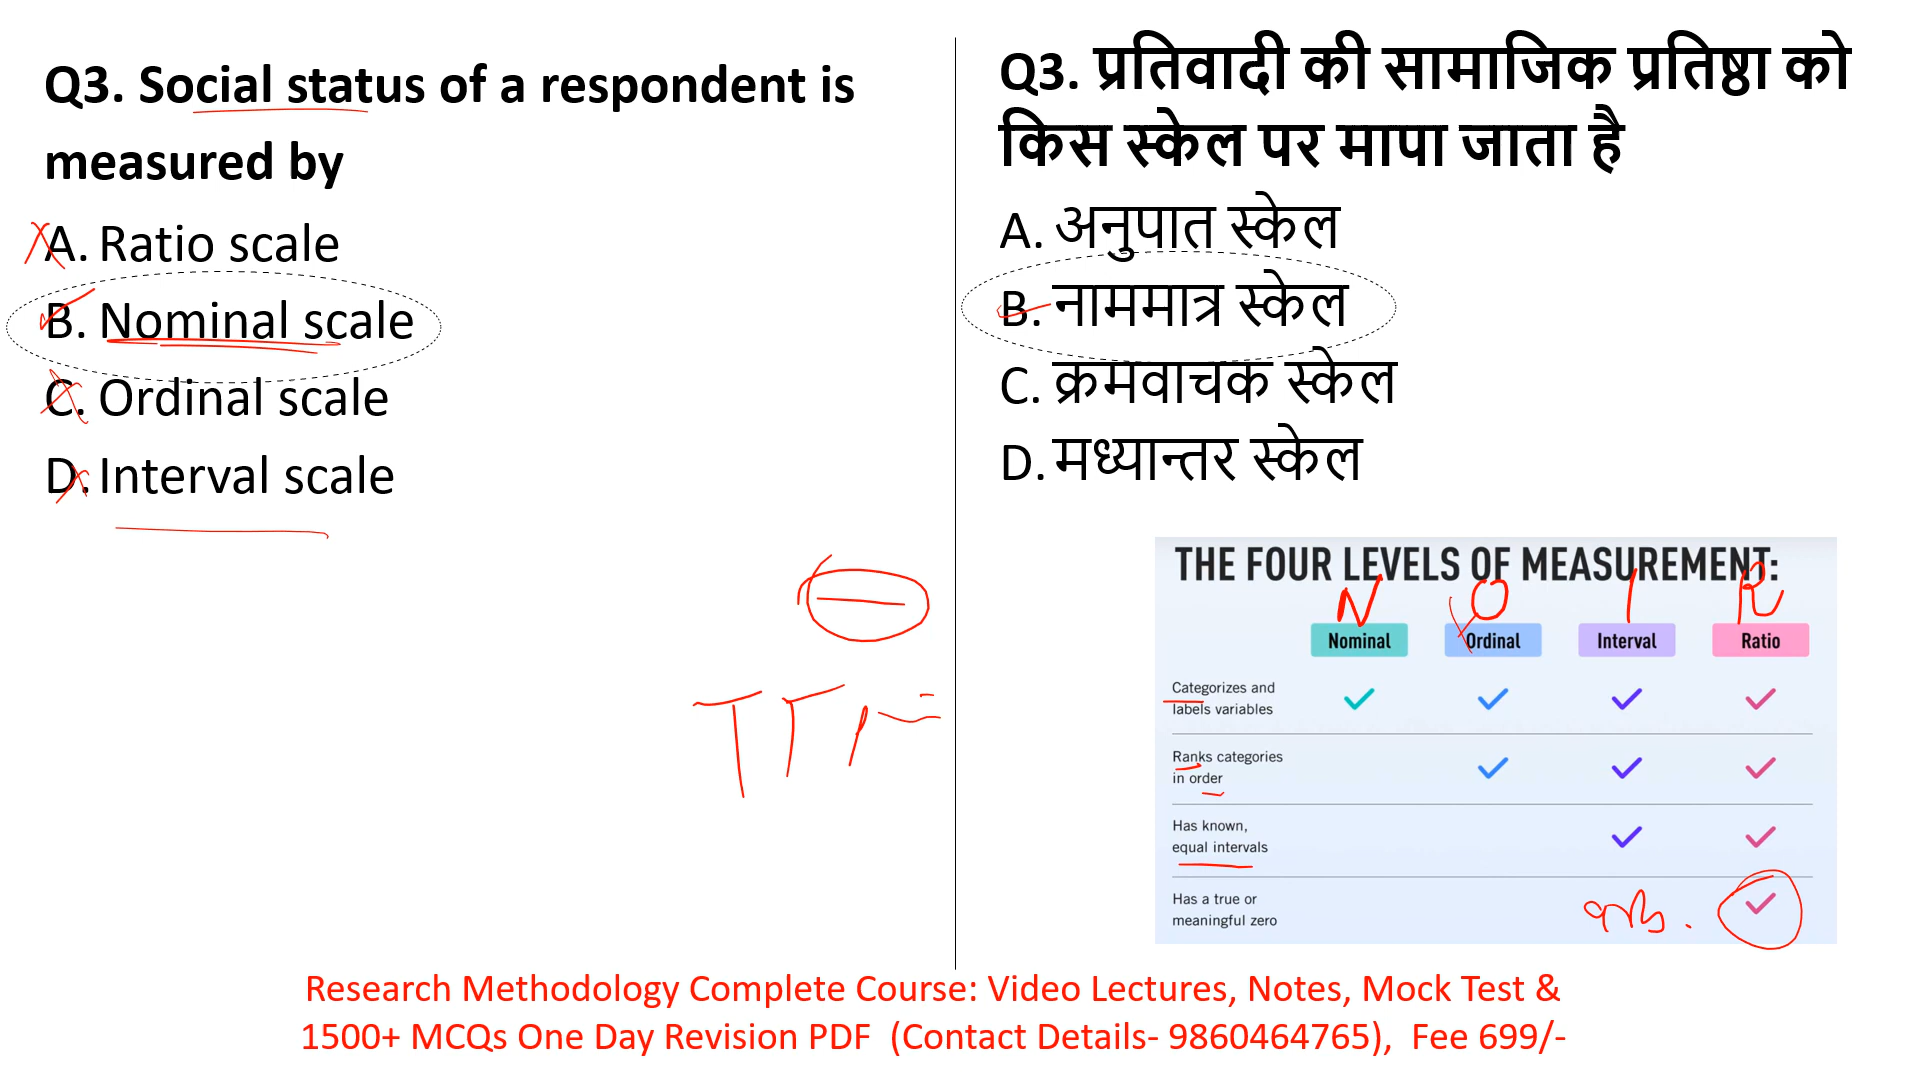 Q3. Social status of a respondent is
measured by
A. Ratio scale
B. Nominal scale
C. Ordinal scale
D. Interval scale
Q3. प्रतिवादी की सामाजिक प्रतिष्ठा को
किस स्केल पर मापा जाता है
A. अनुपात स्केल
B. नाममात्र स्केल
C. क्रमवाचक स्केल
D. मध्यान्तर स्केल
THE FOUR LEVELS OF MEASUREMENT:
N O I R
Nominal Ordinal Interval Ratio
Categorizes and
labels variables
Ranks categories
in order
Has known,
equal intervals
Has a true or
meaningful zero
Research Methodology Complete Course: Video Lectures, Notes, Mock Test &
1500+ MCQs One Day Revision PDF (Contact Details- 9860464765), Fee 699/-